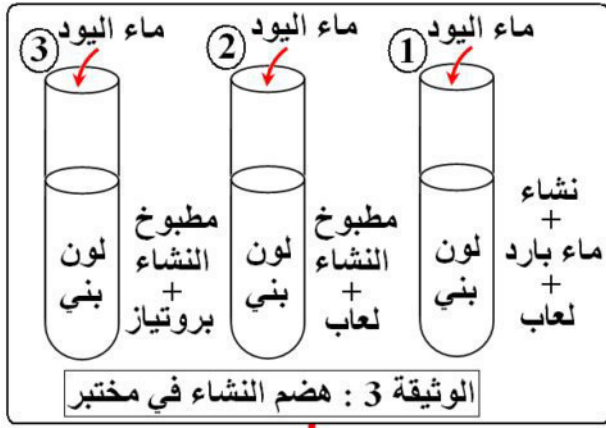 ماء اليود
1
نشاء
+
ماء بارد
+
لعاب
لون
بني
ماء اليود
2
مطبوخ
النشاء
+
لعاب
لون
بني
ماء اليود
3
مطبوخ
النشاء
+
بروتياز
لون
بني
الوثيقة 3 : هضم النشاء في مختبر